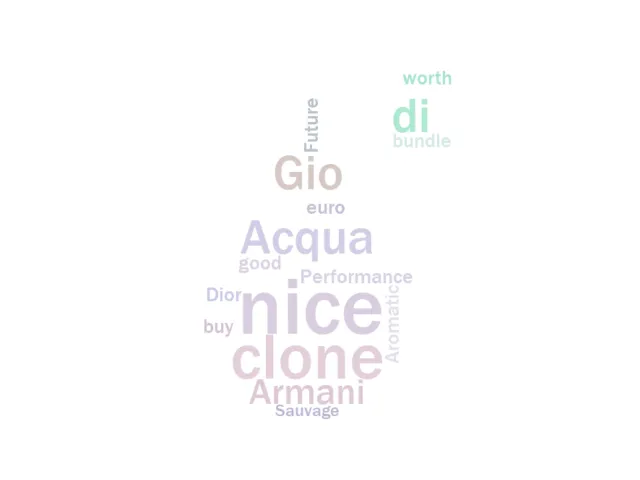 worth
di
bundle
Future
Gio
euro
Acqua
good
Performance
Dior
nice
Aromatic
buy
clone
Armani
Sauvage